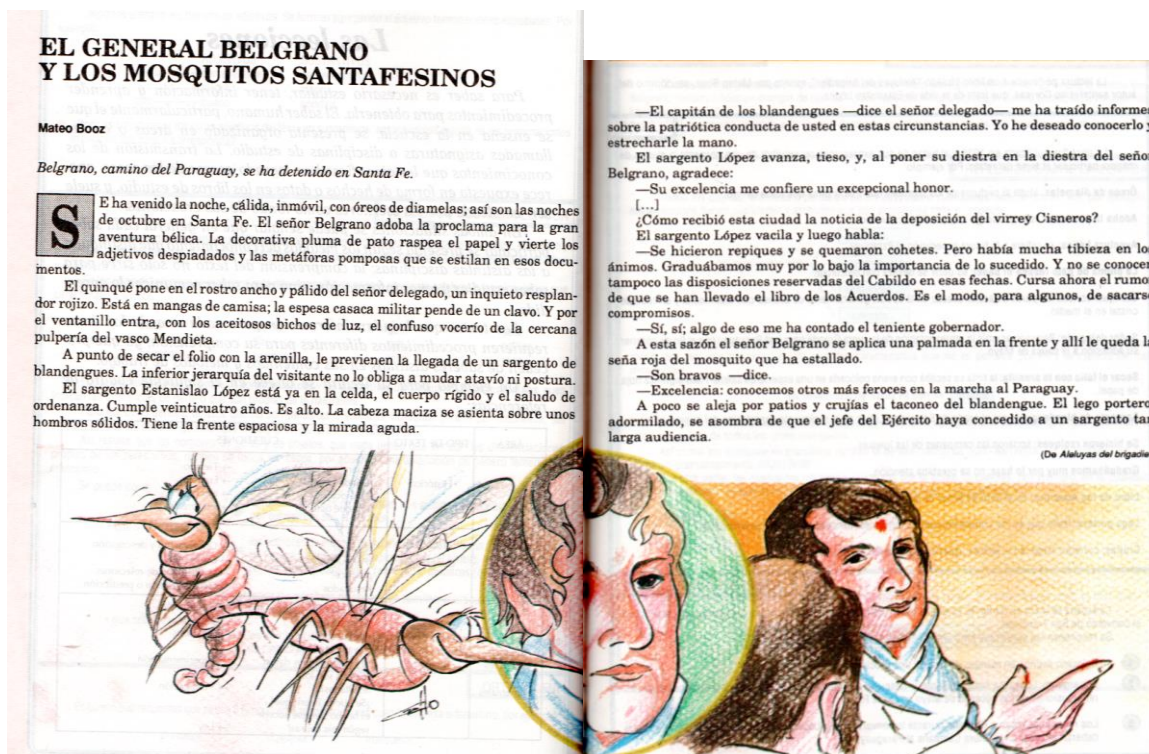 EL GENERAL BELGRANO
Y LOS MOSQUITOS SANTAFESINOS
Mateo Booz
Belgrano, camino del Paraguay, se ha detenido en Santa Fe.
SE ha venido la noche, cálida, inmóvil, con óreos de diamelas; así son las noches
de octubre en Santa Fe. El señor Belgrano adoba la proclama para la gran
aventura bélica. La decorativa pluma de pato raspea el papel y vierte los
adjetivos despiadados y las metáforas pomposas que se estilan en esos docu-
mentos.
El quinqué pone en el rostro ancho y pálido del señor delegado, un inquieto resplan-
dor rojizo. Está en mangas de camisa; la espesa casaca militar pende de un clavo. Y por
el ventanillo entra, con los aceitosos bichos de luz, el confuso vocerío de la cercana
pulpería del vasco Mendieta.
A punto de secar el folio con la arenilla, le previenen la llegada de un sargento de
blandengues. La inferior jerarquía del visitante no lo obliga a mudar atavío ni postura.
El sargento Estanislao López está ya en la celda, el cuerpo rígido y el saludo de
ordenanza. Cumple veinticuatro años. Es alto. La cabeza maciza se asienta sobre unos
hombros sólidos. Tiene la frente espaciosa y la mirada aguda.
—El capitán de los blandengues —dice el señor delegado— me ha traído informe
sobre la patriótica conducta de usted en estas circunstancias. Yo he deseado conocerlo y
estrecharle la mano.
El sargento López avanza, tieso, y, al poner su diestra en la diestra del señor
Belgrano, agradece:
—Su excelencia me confiere un excepcional honor.
[...]
¿Cómo recibió esta ciudad la noticia de la deposición del virrey Cisneros?
El sargento López vacila y luego habla:
—Se hicieron repiques y se quemaron cohetes. Pero había mucha tibieza en lo
ánimos. Graduábamos muy por lo bajo la importancia de lo sucedido. Y no se conocen
tampoco las disposiciones reservadas del Cabildo en esas fechas. Cursa ahora el rumor
de que se han llevado el libro de los Acuerdos. Es el modo, para algunos, de sacarse
compromisos.
—Sí, sí; algo de eso me ha contado el teniente gobernador.
A esta sazón el señor Belgrano se aplica una palmada en la frente y allí le queda la
seña roja del mosquito que ha estallado.
—Son bravos —dice.
—Excelencia: conocemos otros más feroces en la marcha al Paraguay.
A poco se aleja por patios y crujías el taconeo del blandengue. El lego portero
adormilado, se asombra de que el jefe del Ejército haya concedido a un sargento tan
larga audiencia.
(De Aleluyas del brigadie